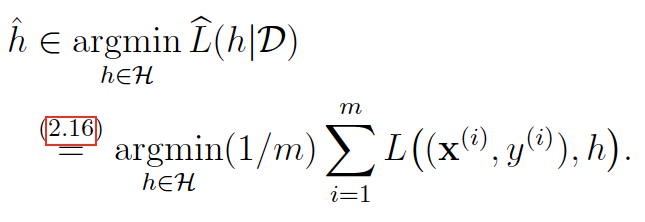 ĥ ∈ argmin L̂(h|𝒟)
h∈ℋ
(2.16)
= argmin(1/m) ∑ L((𝐱⁽ⁱ⁾, y⁽ⁱ⁾), h).
h∈ℋ i=1 m